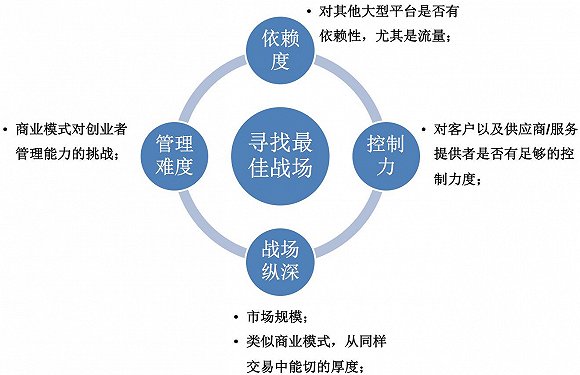 • 对其他大型平台是否有
依赖性，尤其是流量；
依赖
度
• 商业模式对创业者
管理能力的挑战；
管理
难度
寻找最
佳战场
控制
力
• 对客户以及供应商/服务
提供者是否有足够的控
制力度；
战场
纵深
• 市场规模；
• 类似商业模式，从同样
交易中能切的厚度；